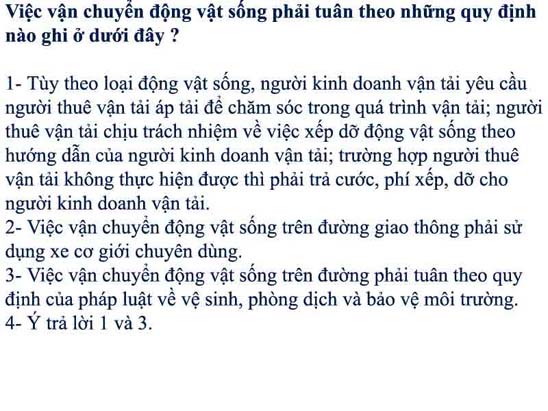 Việc vận chuyển động vật sống phải tuân theo những quy định
nào ghi ở dưới đây ?
1- Tùy theo loại động vật sống, người kinh doanh vận tải yêu cầu
người thuê vận tải áp tải để chăm sóc trong quá trình vận tải; người
thuê vận tải chịu trách nhiệm về việc xếp dỡ động vật sống theo
hướng dẫn của người kinh doanh vận tải; trường hợp người thuê
vận tải không thực hiện được thì phải trả cước, phí xếp, dỡ cho
người kinh doanh vận tải.
2- Việc vận chuyển động vật sống trên đường giao thông phải sử
dụng xe cơ giới chuyên dùng.
3- Việc vận chuyển động vật sống trên đường phải tuân theo quy
định của pháp luật về vệ sinh, phòng dịch và bảo vệ môi trường.
4- Ý trả lời 1 và 3.